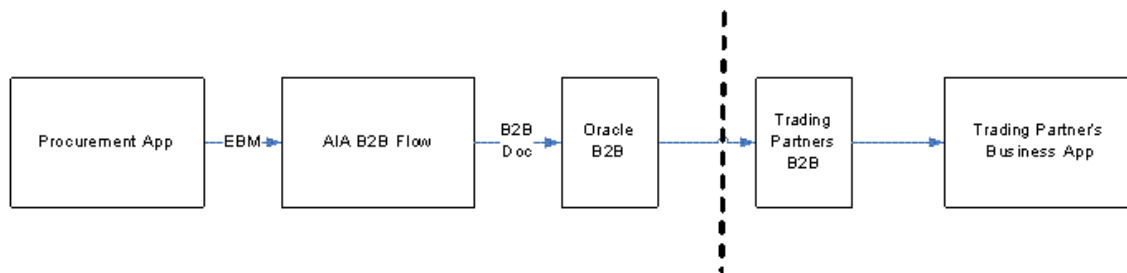 Procurement App
EBM
AIA B2B Flow
B2B
Doc
Oracle
B2B
Trading
Partners
B2B
Trading Partner's
Business App